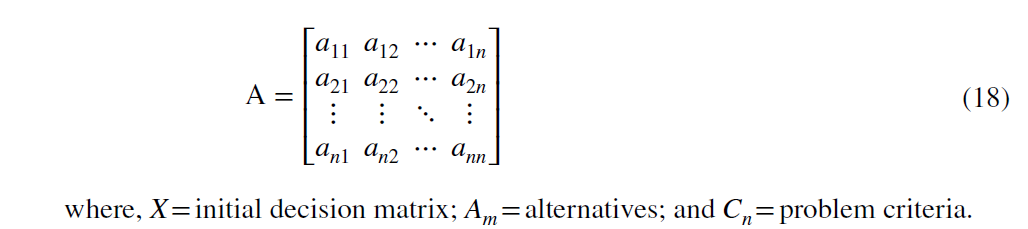 A = [a11 a12 ⋯ a1n
a21 a22 ⋯ a2n
⋮ ⋮ ⋱ ⋮
an1 an2 ⋯ ann] (18)
where, X=initial decision matrix; Am=alternatives; and Cn=problem criteria.